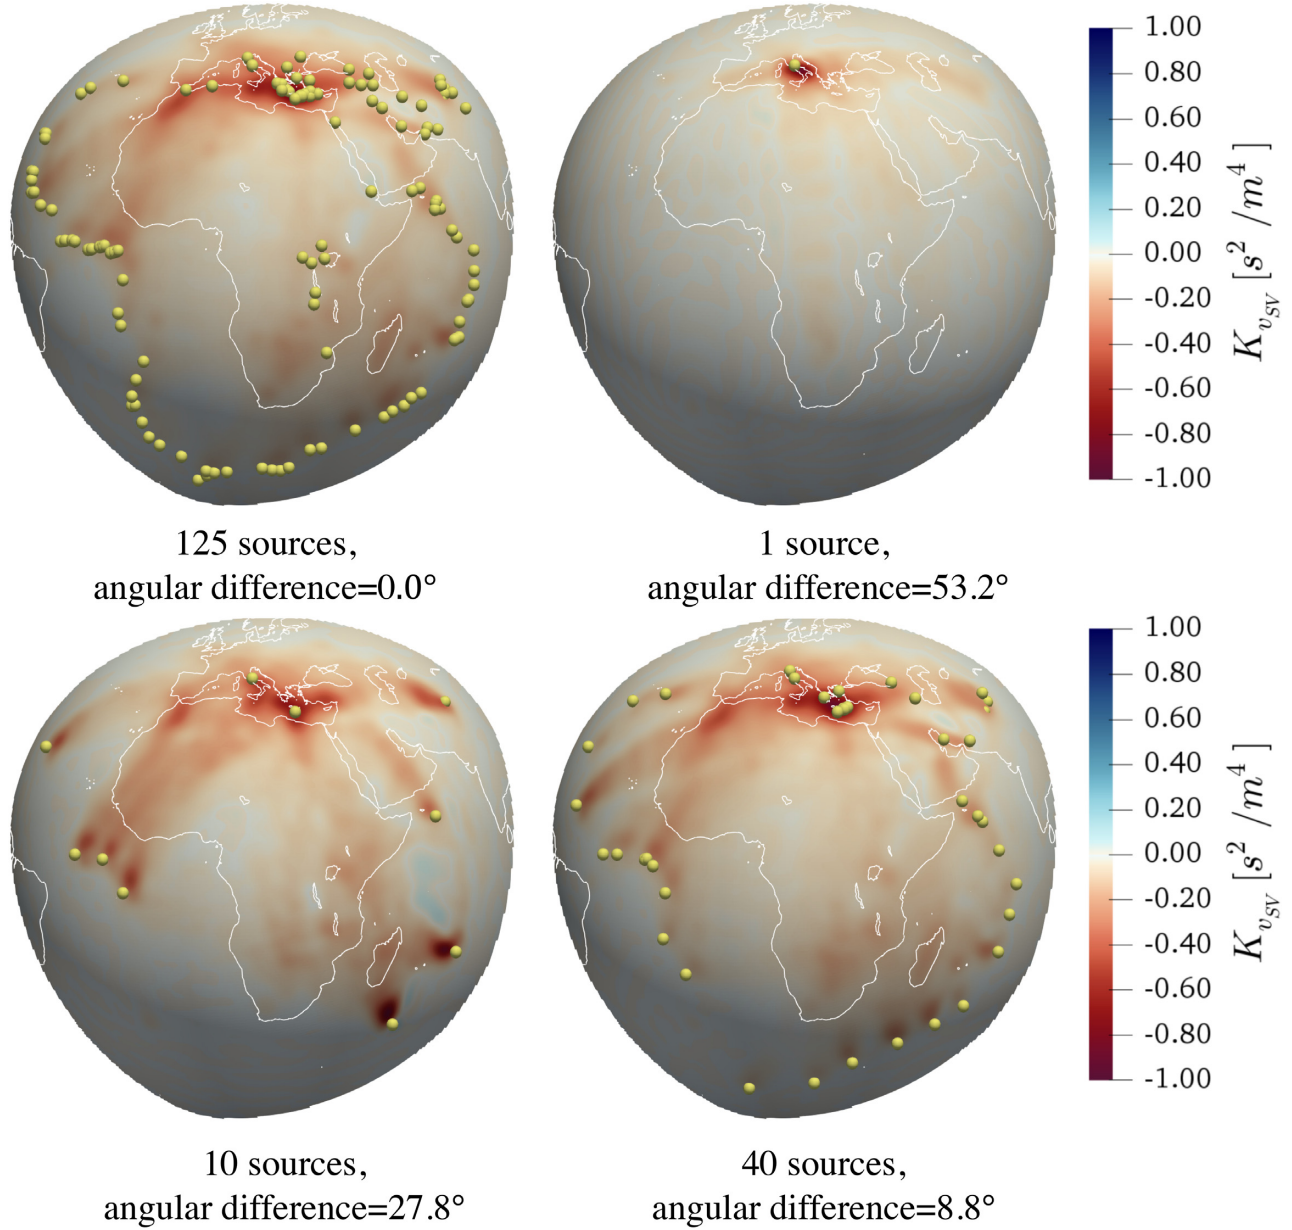 1.00
0.80
0.60
0.40
0.20
0.00
-0.20
-0.40
-0.60
-0.80
-1.00
K_{v_{SV}} [s^2 /m^4 ]
125 sources,
angular difference=0.0°
1 source,
angular difference=53.2°
1.00
0.80
0.60
0.40
0.20
0.00
-0.20
-0.40
-0.60
-0.80
-1.00
K_{v_{SV}} [s^2 /m^4 ]
10 sources,
angular difference=27.8°
40 sources,
angular difference=8.8°